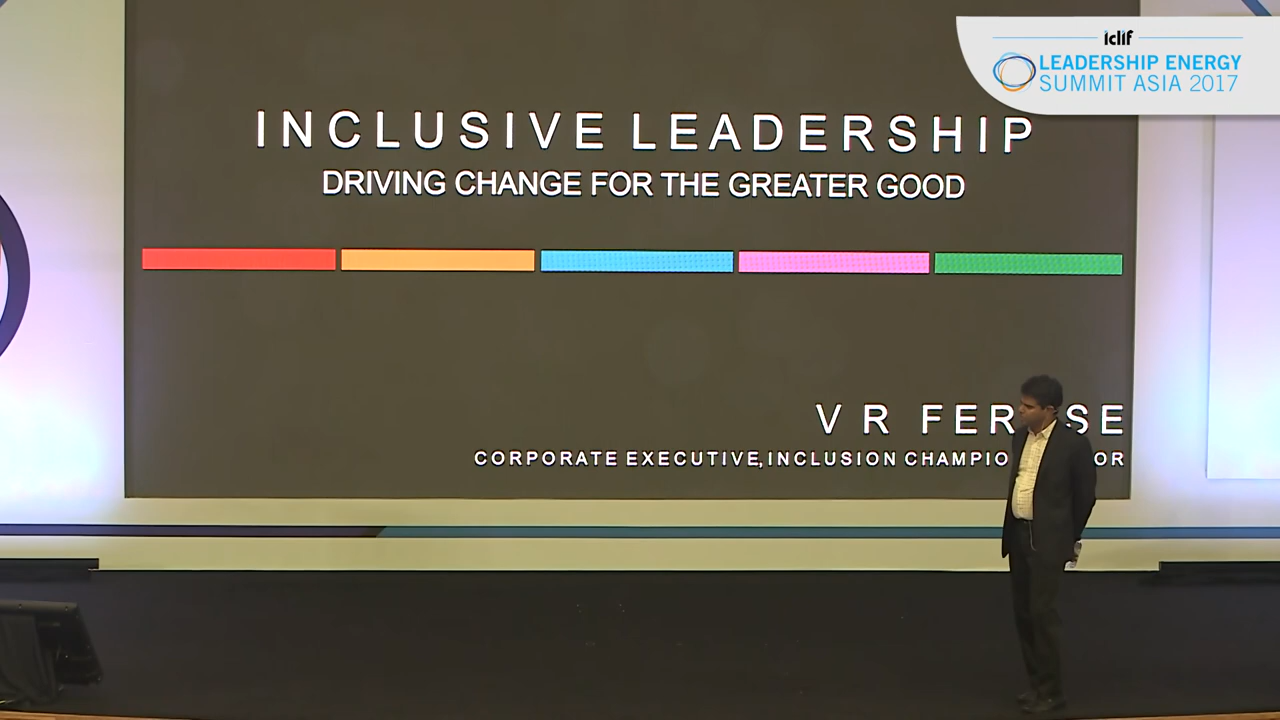 iclif
LEADERSHIP ENERGY
SUMMIT ASIA 2017
INCLUSIVE LEADERSHIP
DRIVING CHANGE FOR THE GREATER GOOD
V R
CORPORATE EXECUTIVE, INCLUSION